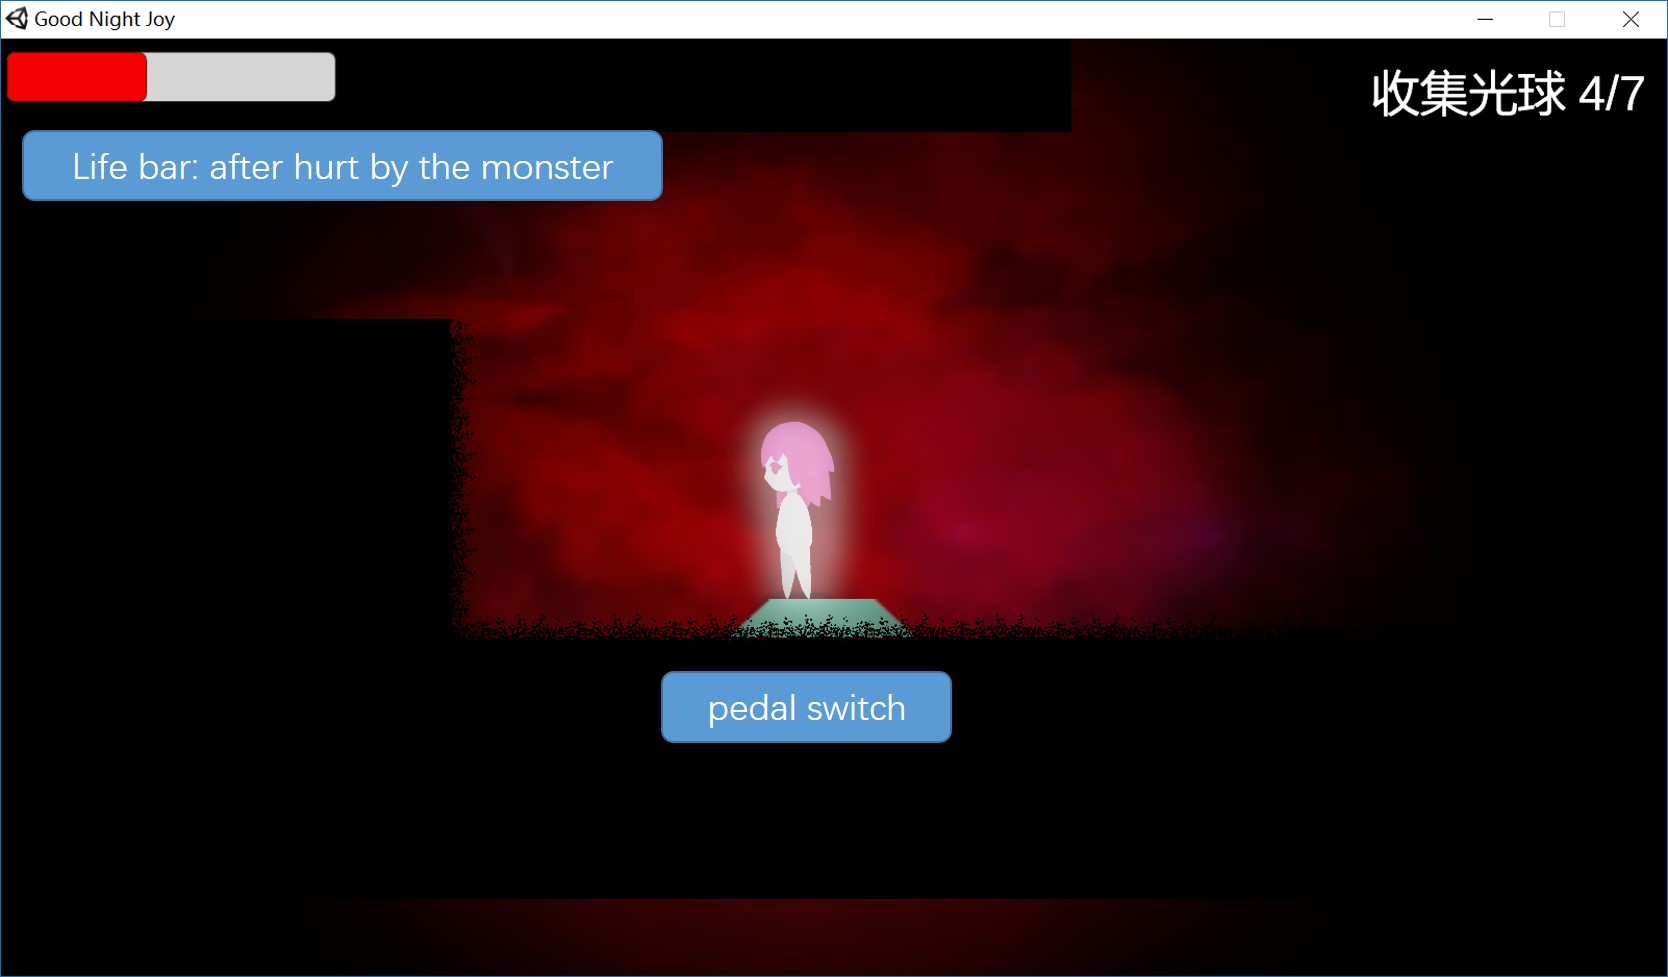 Good Night Joy
收集光球 4/7
Life bar: after hurt by the monster
pedal switch